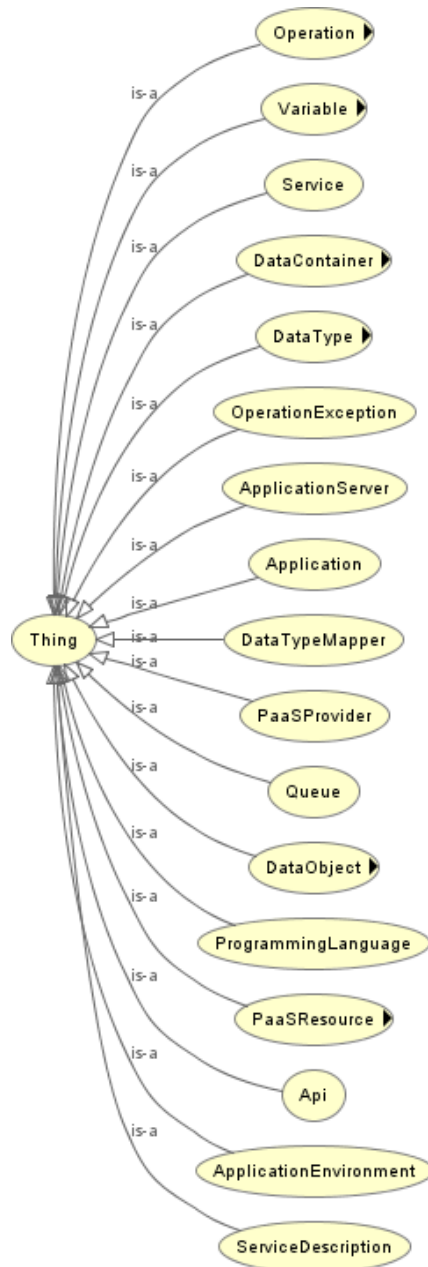 Operation
is-a
Variable
is-a
Service
is-a
DataContainer
is-a
DataType
is-a
OperationException
is-a
ApplicationServer
is-a
Application
is-a
Thing
is-a
DataTypeMapper
is-a
PaaSProvider
is-a
Queue
is-a
DataObject
is-a
ProgrammingLanguage
is-a
PaaSResource
is-a
Api
is-a
ApplicationEnvironment
is-a
ServiceDescription